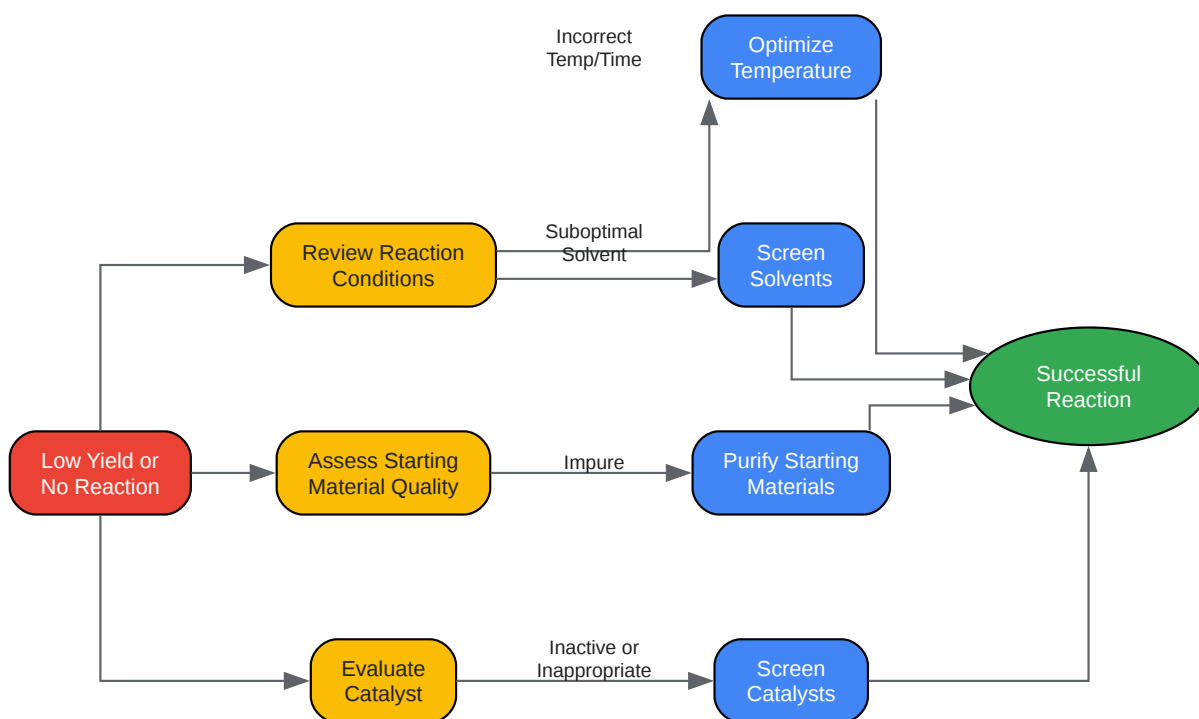 Incorrect
Temp/Time
Optimize
Temperature
Review Reaction
Conditions
Suboptimal
Solvent
Screen
Solvents
Successful
Reaction
Low Yield or
No Reaction
Assess Starting
Material Quality
Impure
Purify Starting
Materials
Evaluate
Catalyst
Inactive or
Inappropriate
Screen
Catalysts